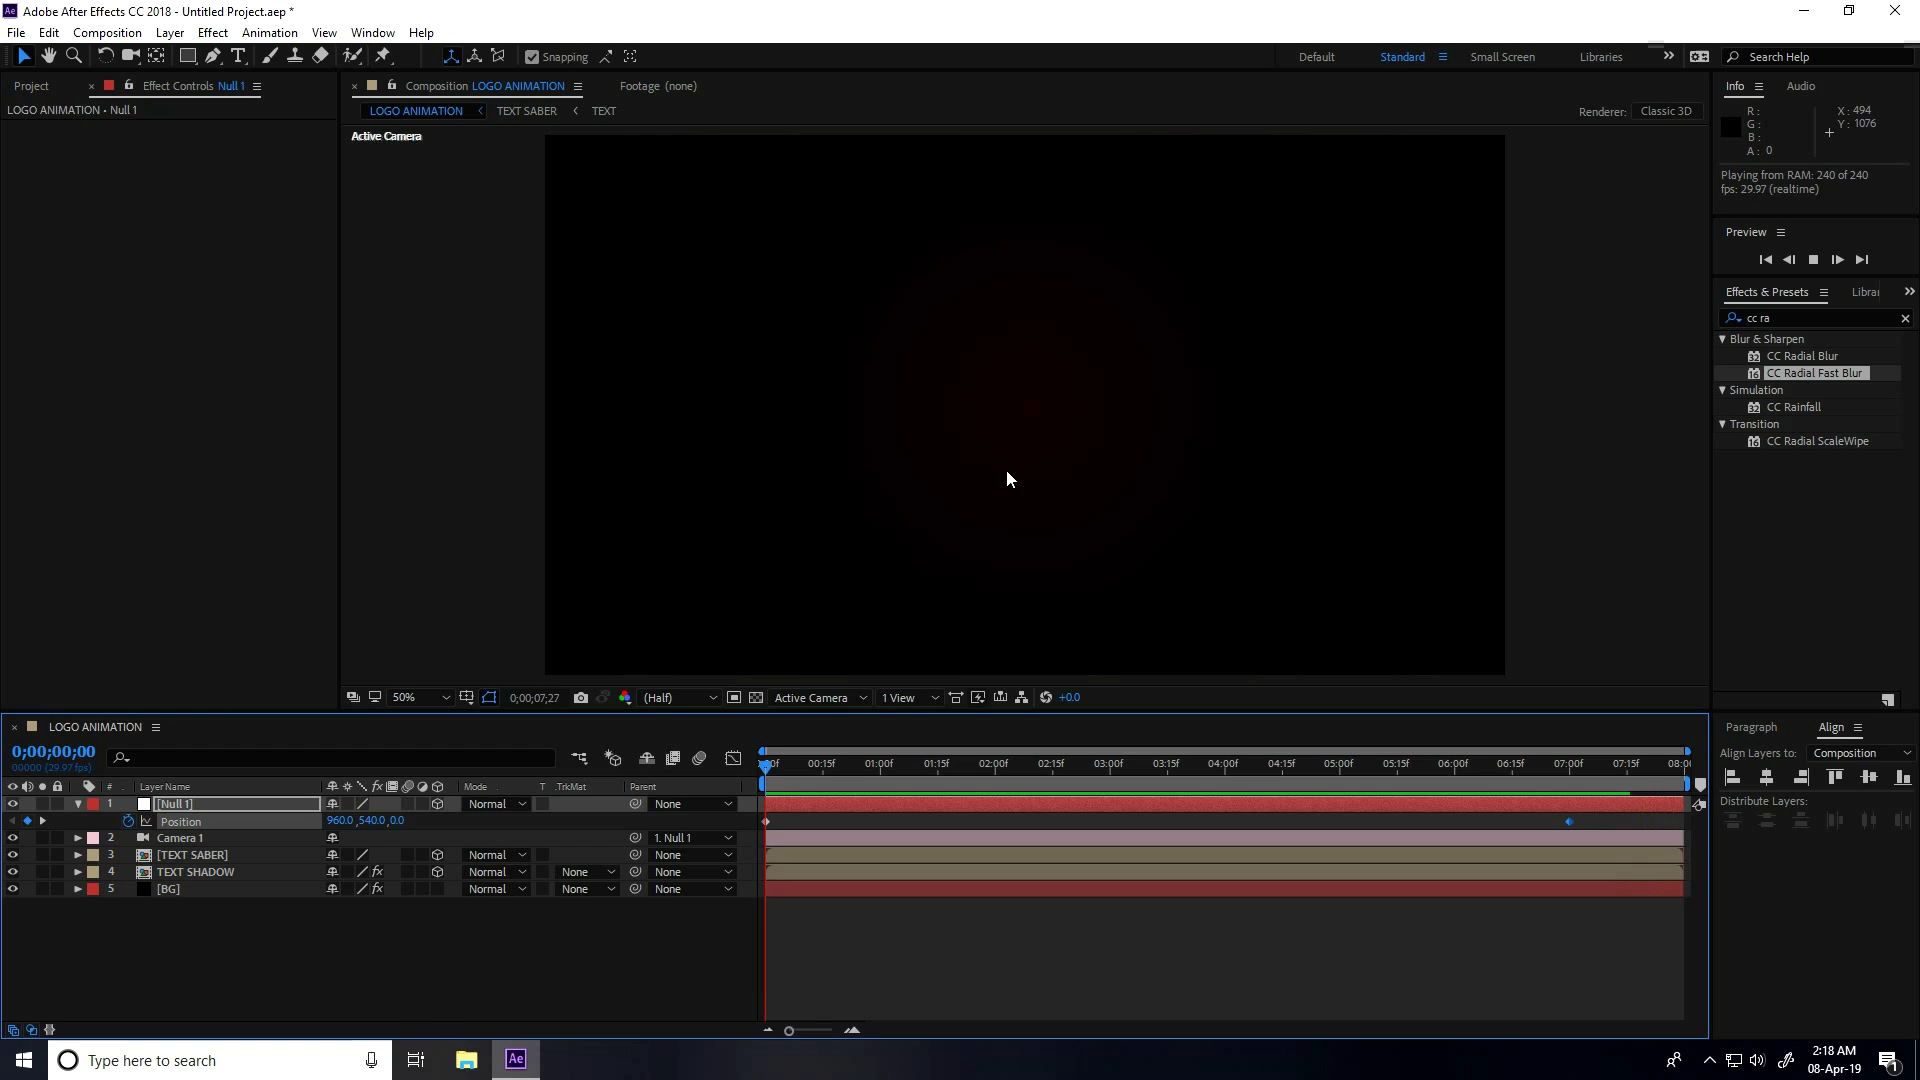 Adobe After Effects CC 2018 - Untitled Project.aep *
File Edit Composition Layer Effect Animation View Window Help
Snapping Default Standard Small Screen Libraries Search Help
Project Effect Controls Null 1 Composition LOGO ANIMATION Footage (none) Info Audio
LOGO ANIMATION • Null 1 LOGO ANIMATION TEXT SABER TEXT Renderer: Classic 3D
Active Camera
R: X: 494
G: Y: 1076
B:
A: 0
Playing from RAM: 240 of 240
fps: 29.97 (realtime)
Preview
Effects & Presets Librar
cc ra
Blur & Sharpen
CC Radial Blur
CC Radial Fast Blur
Simulation
CC Rainfall
Transition
CC Radial ScaleWipe
50% 0;00;07;27 (Half) Active Camera 1 View +0.0
LOGO ANIMATION Paragraph Align
0;00;00;00
00000 (29.97 fps)
Align Layers to: Composition
00f 00:15f 01:00f 01:15f 02:00f 02:15f 03:00f 03:15f 04:00f 04:15f 05:00f 05:15f 06:00f 06:15f 07:00f 07:15f 08:00
# Layer Name Mode T .TrkMat Parent
Distribute Layers:
1 [Null 1] Normal None
Position 960.0, 540.0, 0.0
2 Camera 1 1. Null 1
3 [TEXT SABER] Normal None
4 TEXT SHADOW Normal None None
5 [BG] Normal None None
Type here to search
2:18 AM
08-Apr-19